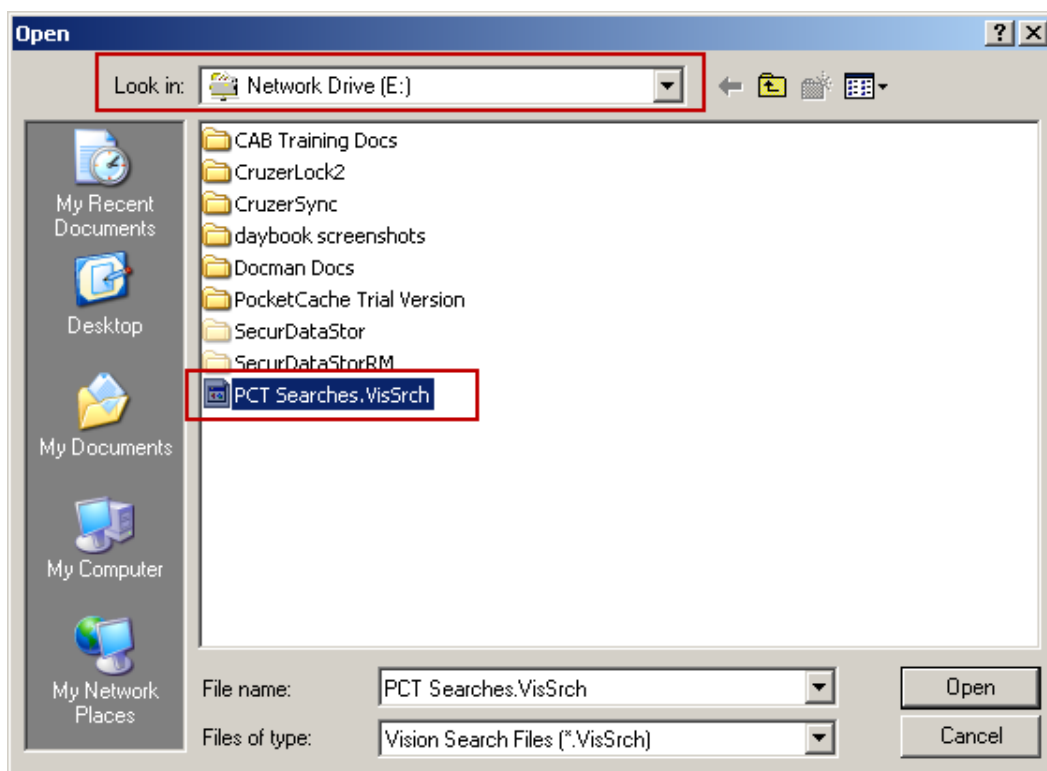 Open
Look in: Network Drive (E:)
My Recent
Documents
Desktop
My Documents
My Computer
My Network
Places
CAB Training Docs
CruzerLock2
CruzerSync
daybook screenshots
Docman Docs
PocketCache Trial Version
SecurDataStor
SecurDataStorRM
PCT Searches.VisSrch
File name: PCT Searches.VisSrch Open
Files of type: Vision Search Files (*.VisSrch) Cancel